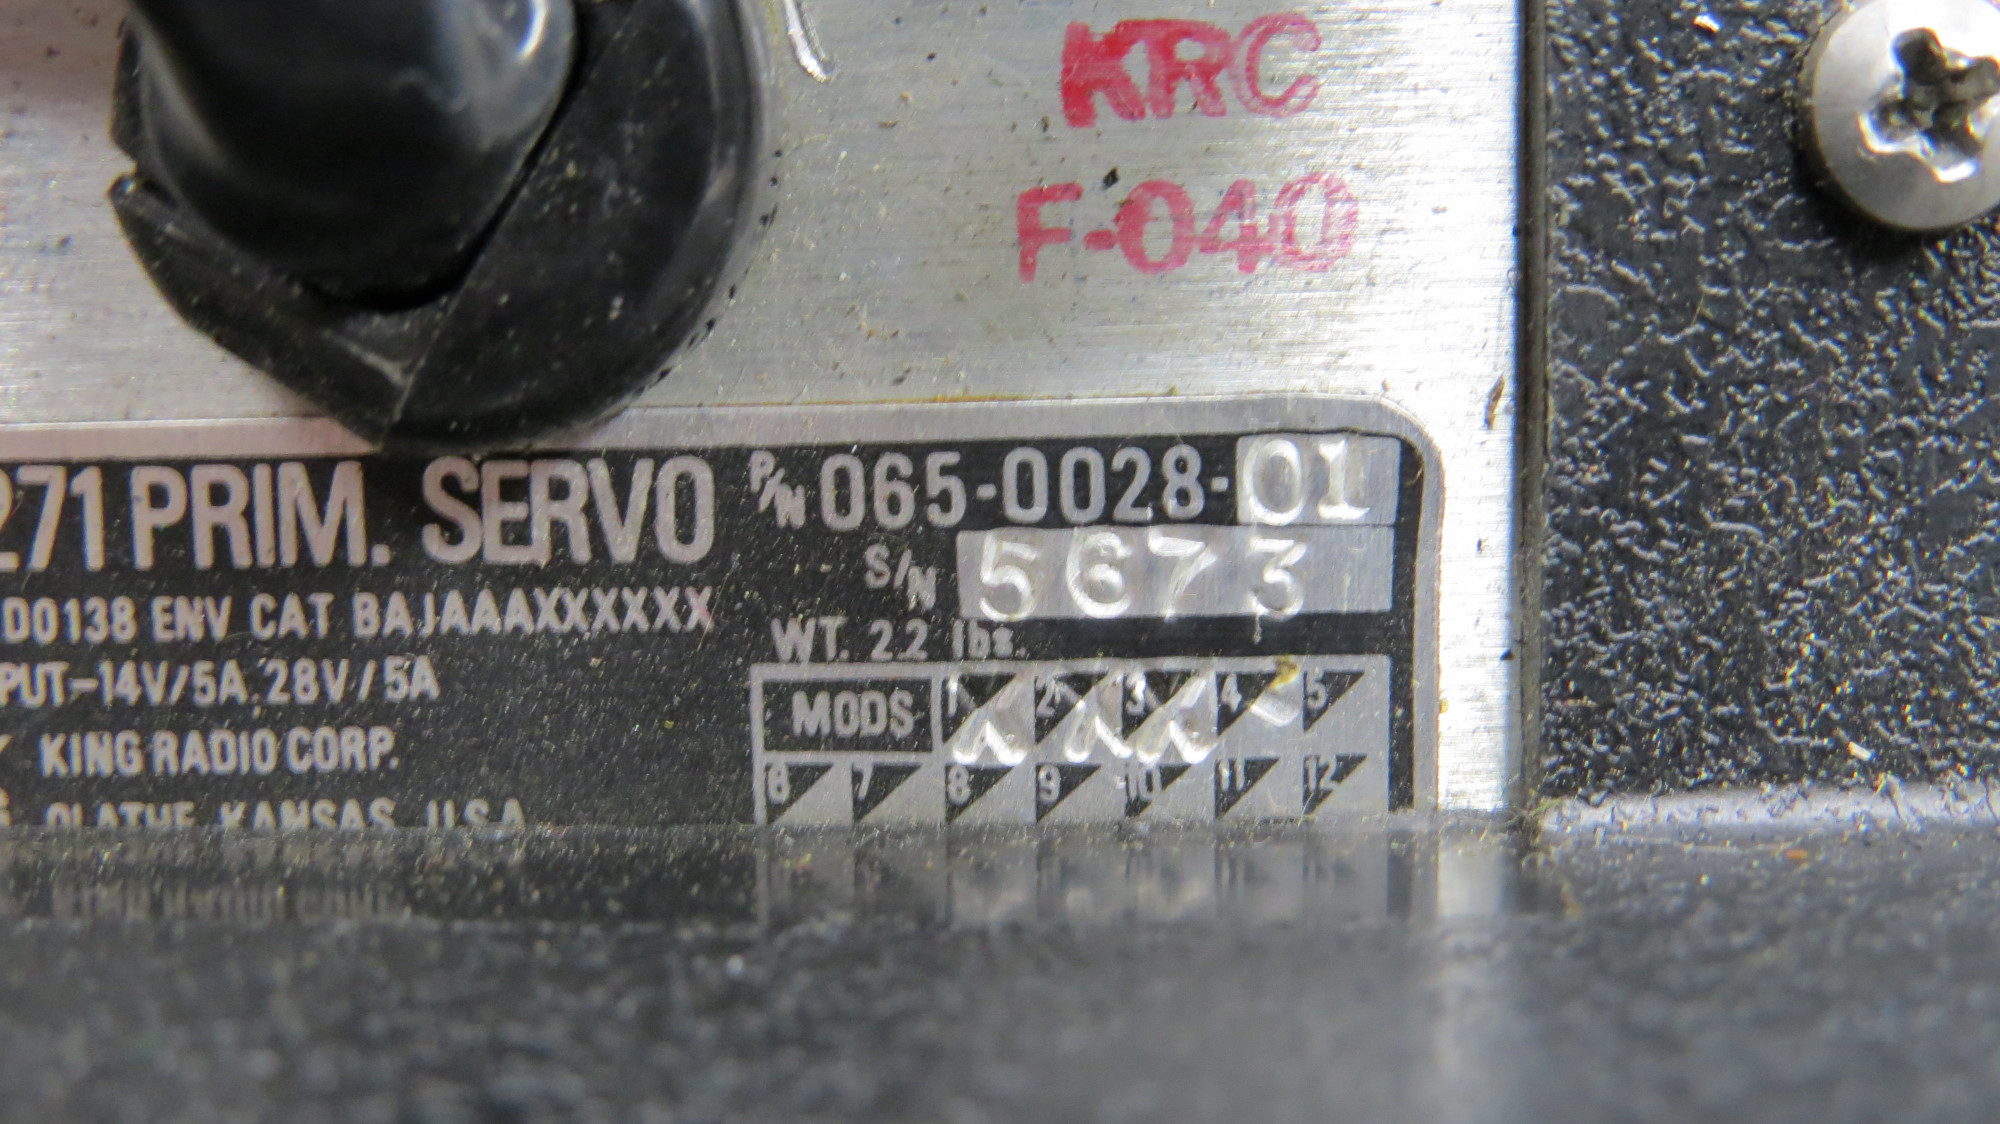 KRC
F-040
271 PRIM. SERVO P/N 065-0028-01
S/N 5673
D0138 ENV CAT BAJAAAXXXXXX
WT. 2.2 lbs.
PUT-14V/5A.28V/5A
MODS 1 2 3 4 5
KING RADIO CORP.
6 7 8 9 10 11 12
OLATHE, KANSAS, U.S.A.